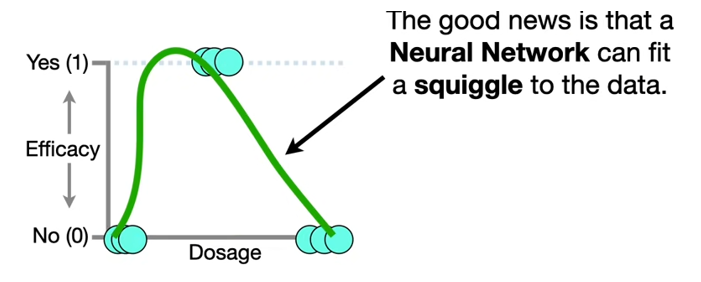 The good news is that a
Neural Network can fit
a squiggle to the data.
Yes (1)
Efficacy
No (0)
Dosage